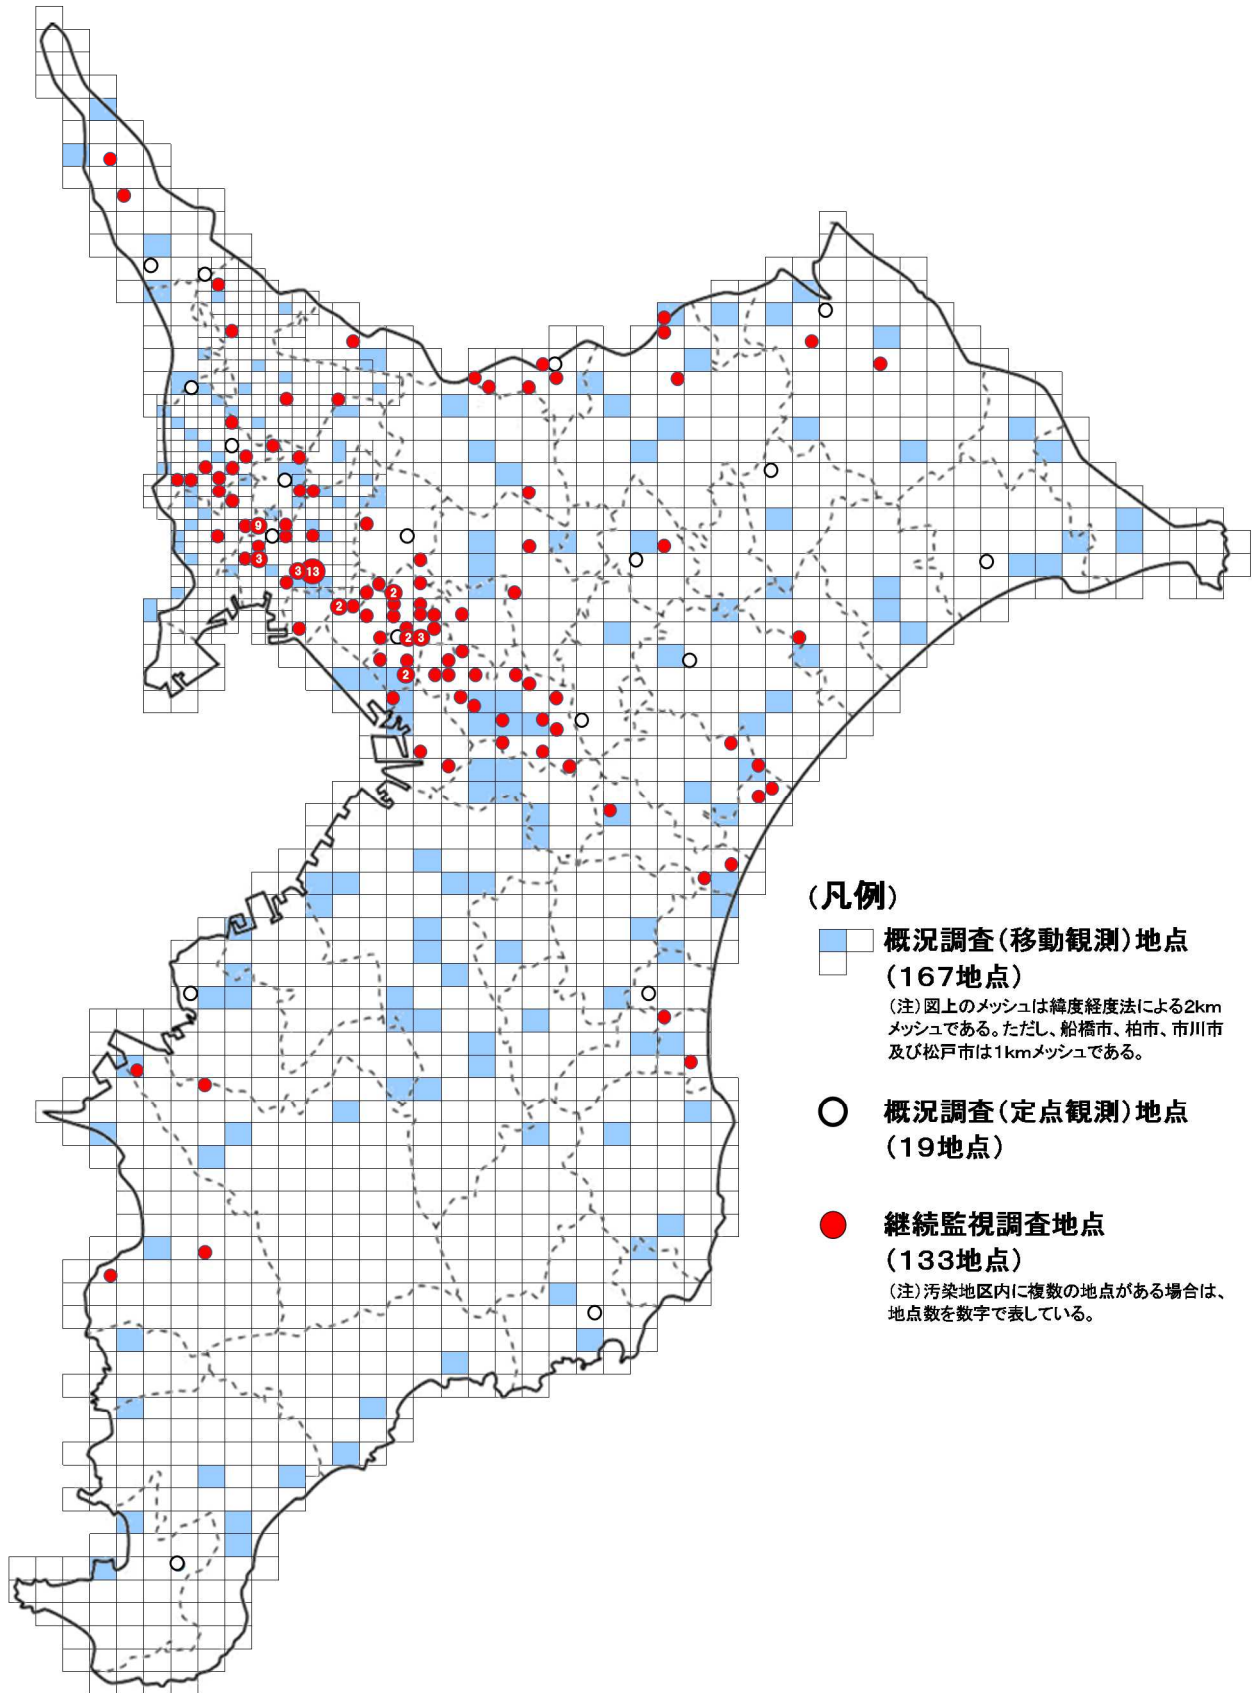 9
3
3 13
2
2
2 3
2
(凡例)
概況調査(移動観測)地点
(167地点)
(注)図上のメッシュは緯度経度法による2km
メッシュである。ただし、船橋市、柏市、市川市
及び松戸市は1kmメッシュである。
概況調査(定点観測)地点
(19地点)
継続監視調査地点
(133地点)
(注)汚染地区内に複数の地点がある場合は、
地点数を数字で表している。